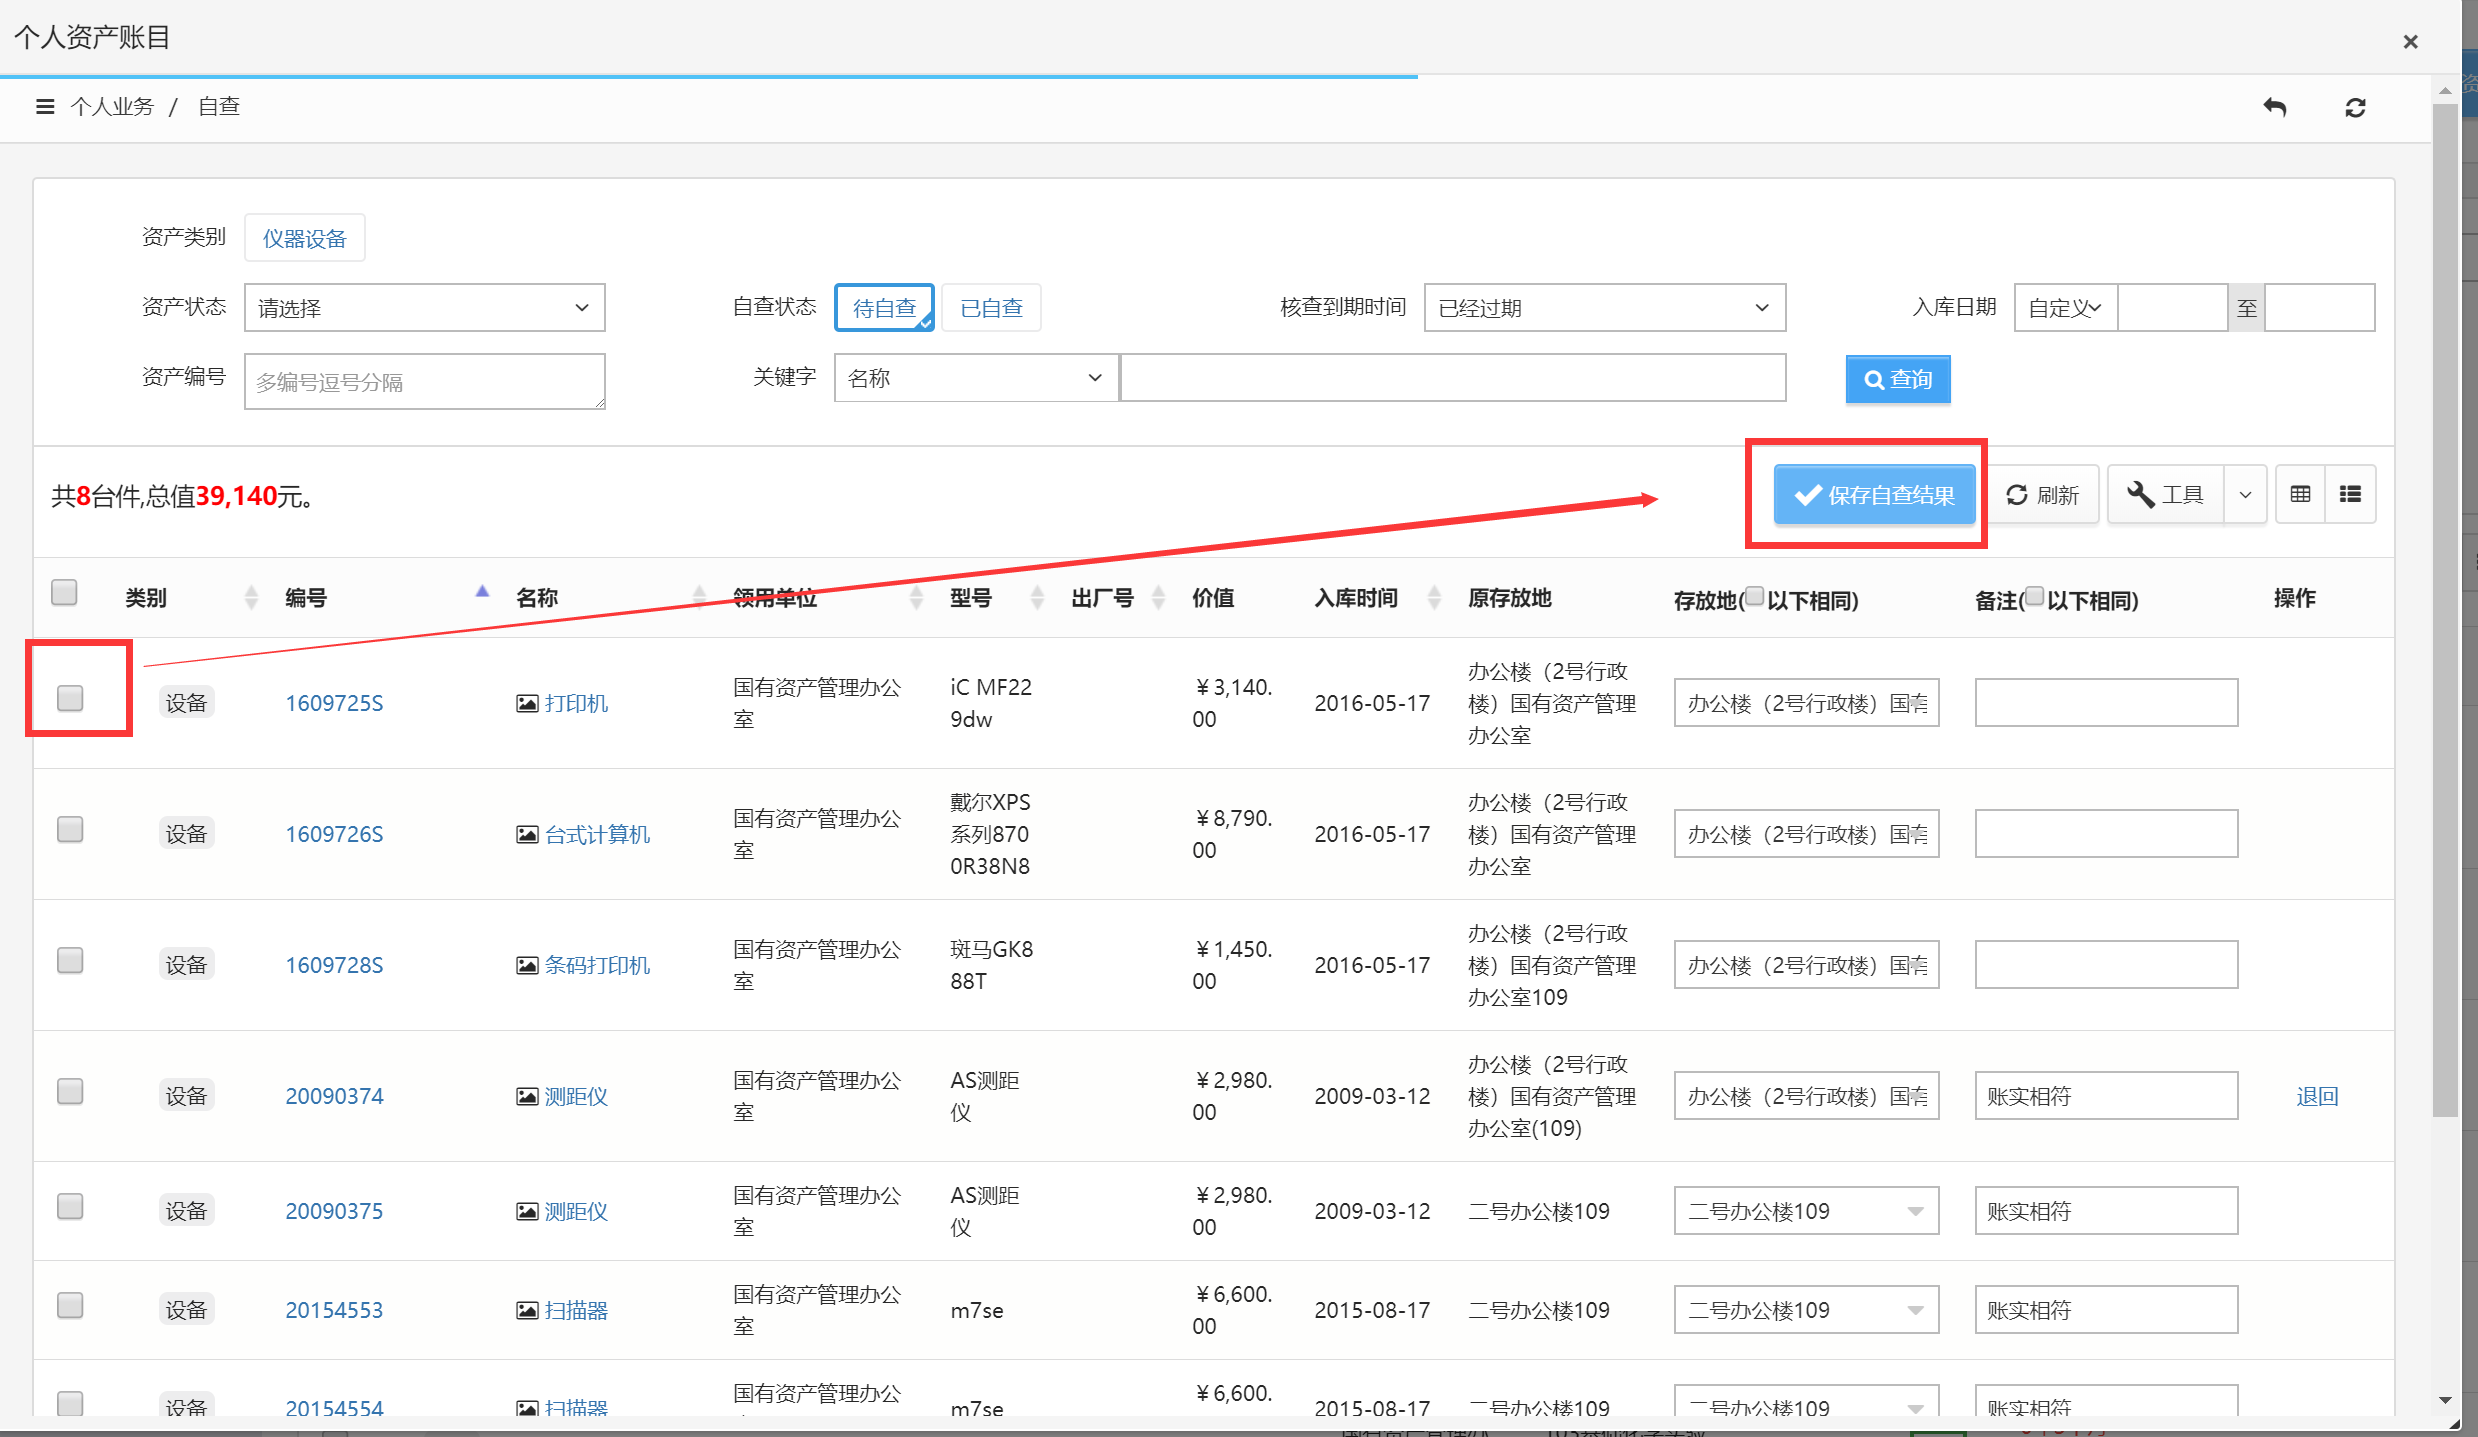 个人资产账目
×
个人业务 / 自查
资产类别 仪器设备
资产状态 请选择 自查状态 待自查 已自查 核查到期时间 已经过期 入库日期 自定义 至
资产编号 多编号逗号分隔 关键字 名称 查询
共8台件,总值39,140元。 保存自查结果 刷新 工具
类别 编号 名称 领用单位 型号 出厂号 价值 入库时间 原存放地 存放地(以下相同) 备注(以下相同) 操作
设备 1609725S 打印机 国有资产管理办公
室 iC MF22
9dw ￥3,140.
00 2016-05-17 办公楼（2号行政
楼）国有资产管理
办公室 办公楼（2号行政楼）国有
设备 1609726S 台式计算机 国有资产管理办公
室 戴尔XPS
系列870
0R38N8 ￥8,790.
00 2016-05-17 办公楼（2号行政
楼）国有资产管理
办公室 办公楼（2号行政楼）国有
设备 1609728S 条码打印机 国有资产管理办公
室 斑马GK8
88T ￥1,450.
00 2016-05-17 办公楼（2号行政
楼）国有资产管理
办公室109 办公楼（2号行政楼）国有
设备 20090374 测距仪 国有资产管理办公
室 AS测距
仪 ￥2,980.
00 2009-03-12 办公楼（2号行政
楼）国有资产管理
办公室(109) 办公楼（2号行政楼）国有 账实相符 退回
设备 20090375 测距仪 国有资产管理办公
室 AS测距
仪 ￥2,980.
00 2009-03-12 二号办公楼109 二号办公楼109 账实相符
设备 20154553 扫描器 国有资产管理办公
室 m7se ￥6,600.
00 2015-08-17 二号办公楼109 二号办公楼109 账实相符
设备 20154554 扫描器 国有资产管理办公
m7se ￥6,600.
2015-08-17 二号办公楼109 二号办公楼109 账实相符